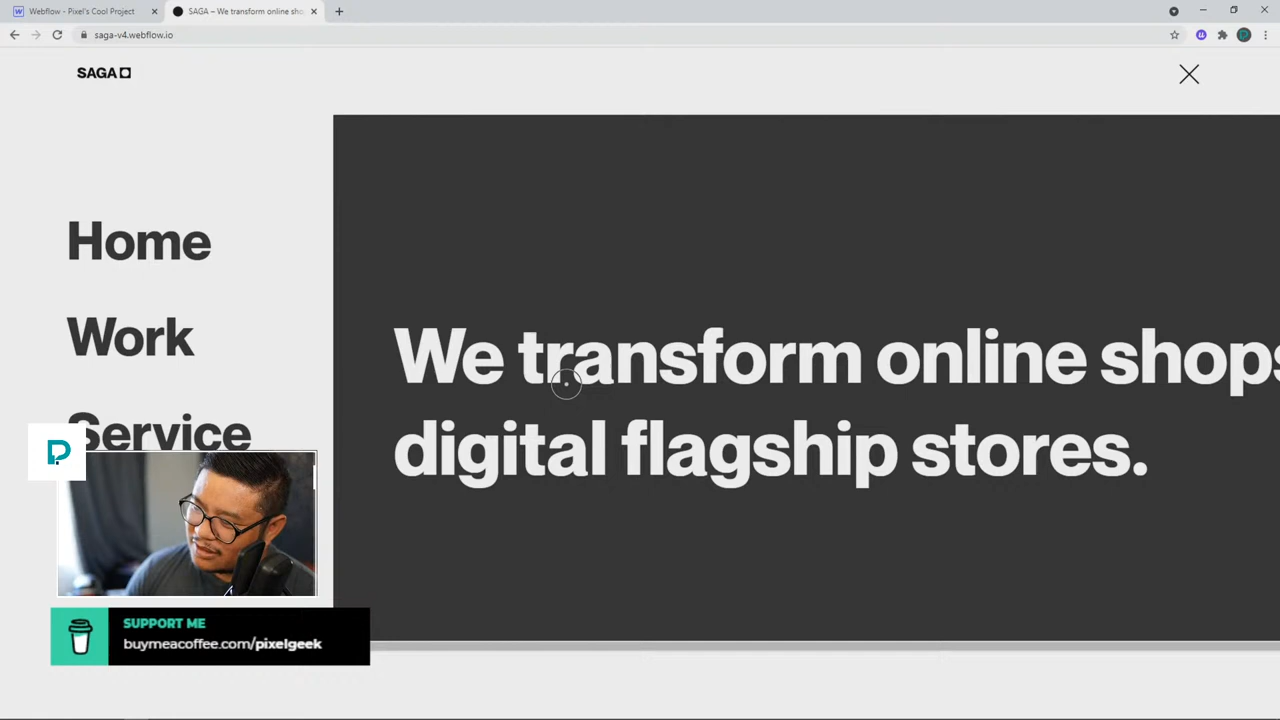 Webflow - Pixel's Cool Project
SAGA – We transform online sho
saga-v4.webflow.io
SAGA
Home
Work
Service
We transform online shops
digital flagship stores.
SUPPORT ME
buymeacoffee.com/pixelgeek